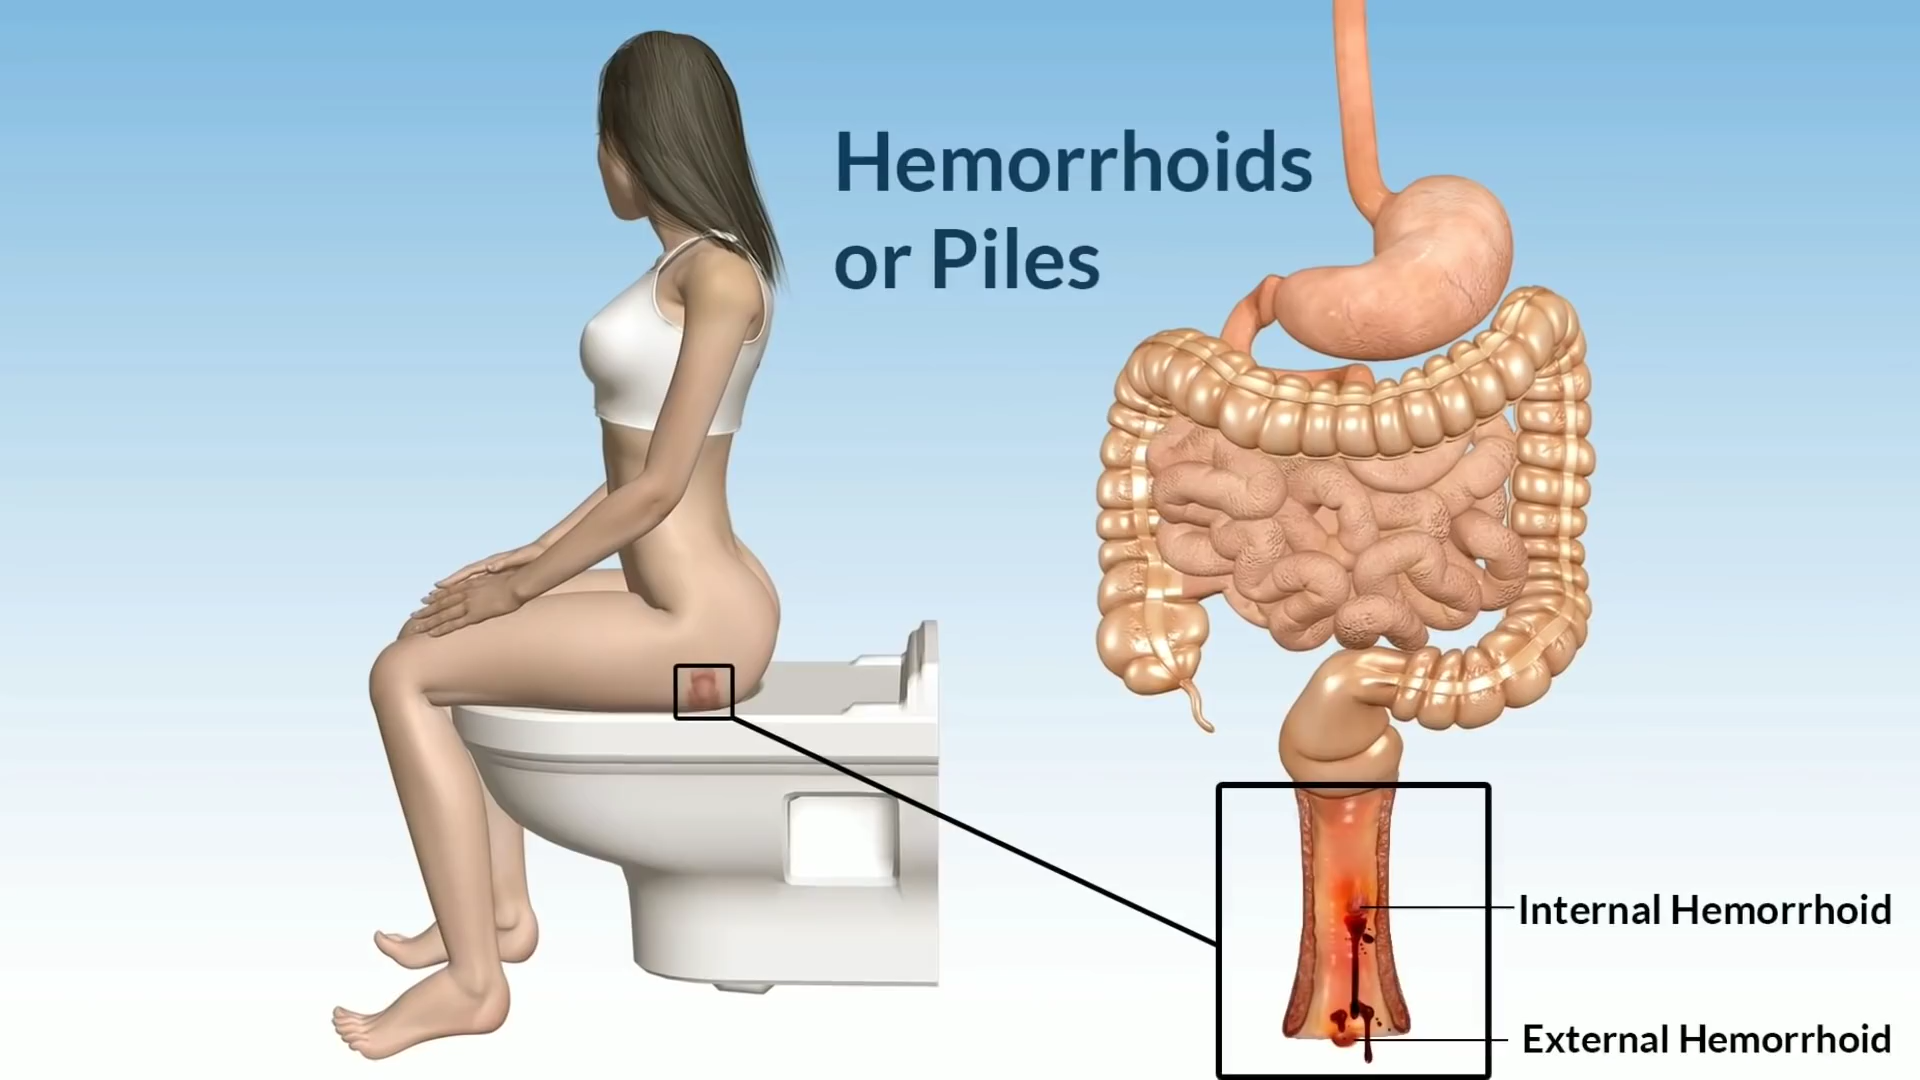 Hemorrhoids
or Piles
Internal Hemorrhoid
External Hemorrhoid